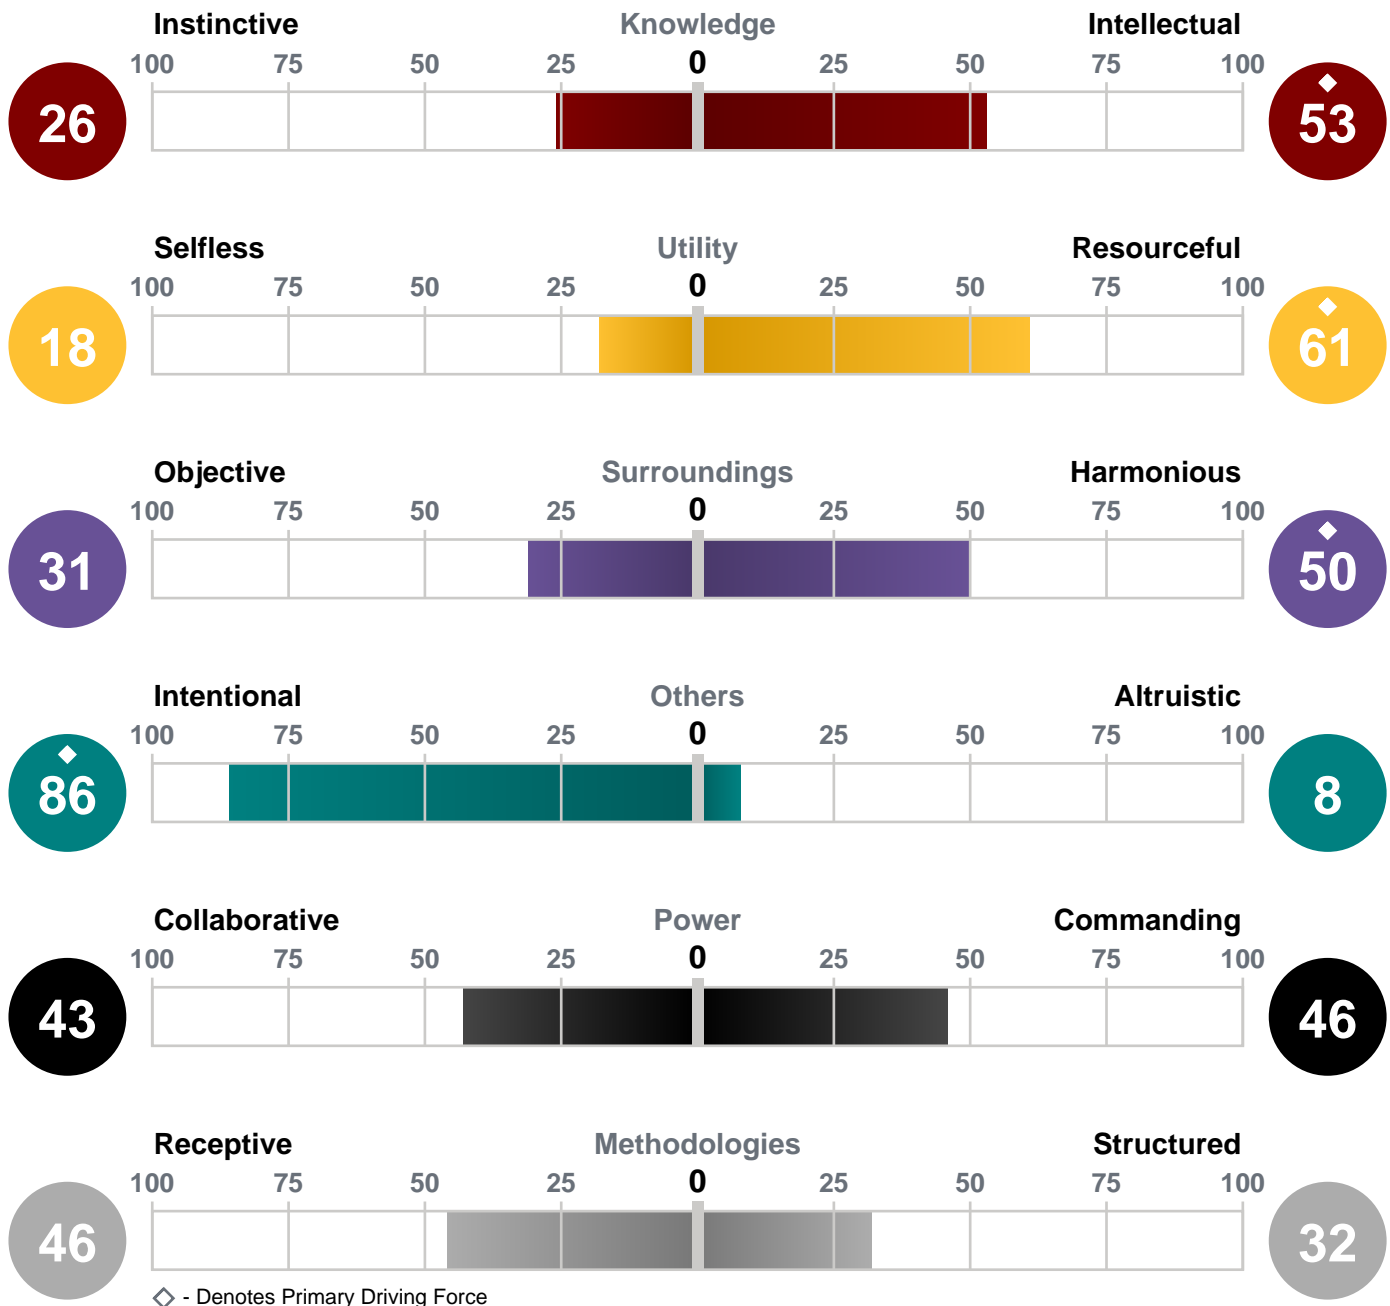 Instinctive Knowledge Intellectual
100 75 50 25 0 25 50 75 100
26 53
Selfless Utility Resourceful
100 75 50 25 0 25 50 75 100
18 61
Objective Surroundings Harmonious
100 75 50 25 0 25 50 75 100
31 50
Intentional Others Altruistic
100 75 50 25 0 25 50 75 100
86 8
Collaborative Power Commanding
100 75 50 25 0 25 50 75 100
43 46
Receptive Methodologies Structured
100 75 50 25 0 25 50 75 100
46 32
- Denotes Primary Driving Force